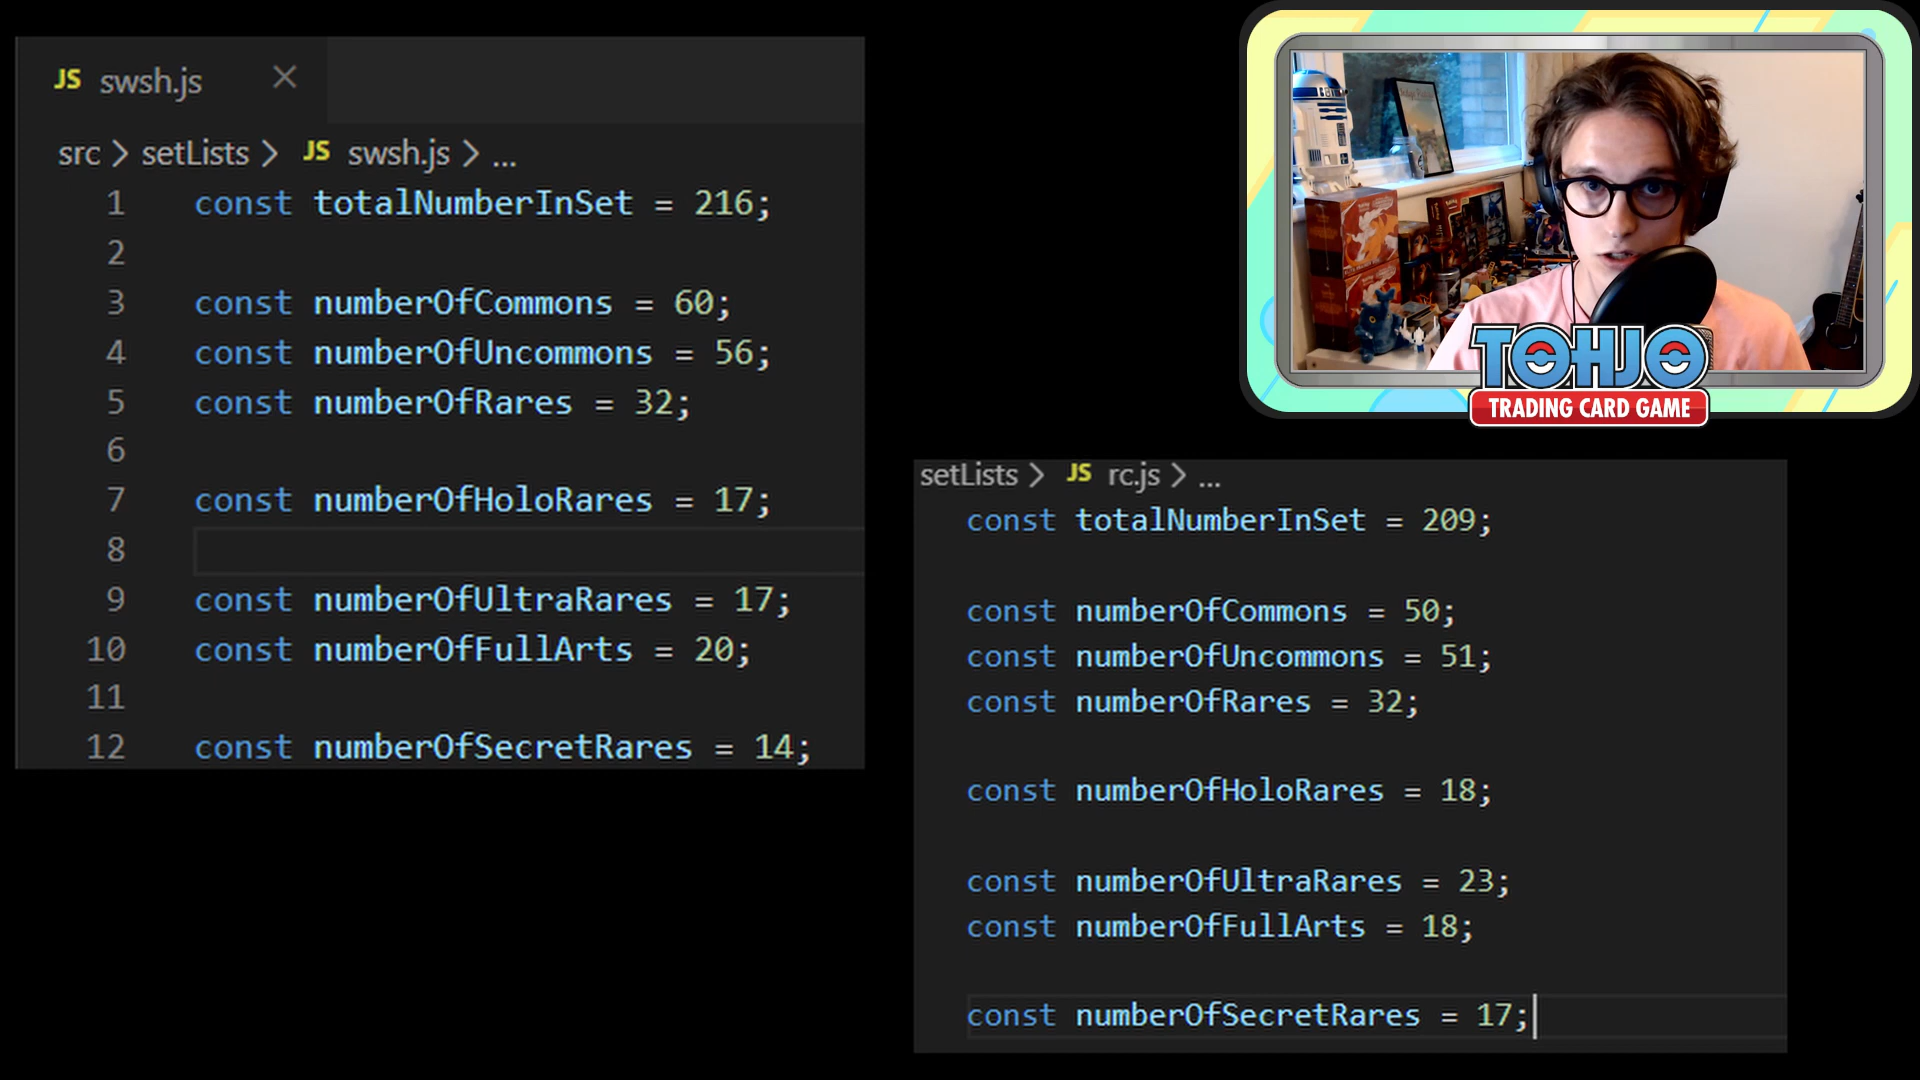 JS swsh.js ×
src > setLists > JS swsh.js > ...
1 const totalNumberInSet = 216;
2
3 const numberOfCommons = 60;
4 const numberOfUncommons = 56;
5 const numberOfRares = 32;
6
7 const numberOfHoloRares = 17;
8
9 const numberOfUltraRares = 17;
10 const numberOfFullArts = 20;
11
12 const numberOfSecretRares = 14;
TOHJO
TRADING CARD GAME
setLists > JS rc.js > ...
const totalNumberInSet = 209;
const numberOfCommons = 50;
const numberOfUncommons = 51;
const numberOfRares = 32;
const numberOfHoloRares = 18;
const numberOfUltraRares = 23;
const numberOfFullArts = 18;
const numberOfSecretRares = 17;